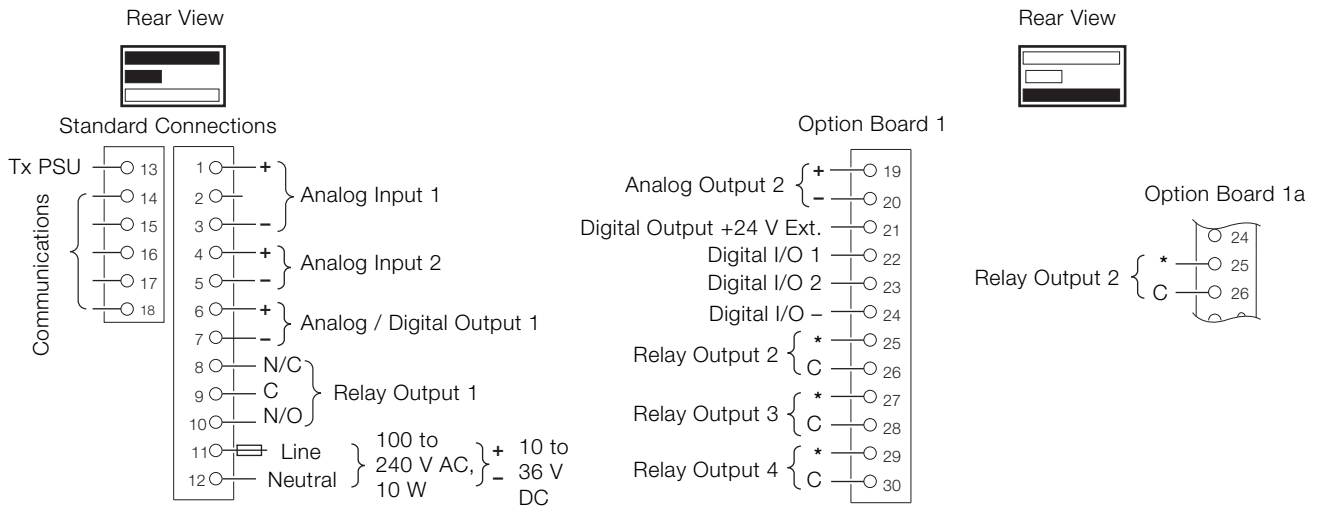 Rear View
Standard Connections
Tx PSU
13
Communications
14
15
16
17
18
1 +
2
3 −
Analog Input 1
4 +
5 −
Analog Input 2
6 +
7 −
Analog / Digital Output 1
8 N/C
9 C
10 N/O
Relay Output 1
11 Line
12 Neutral
100 to
240 V AC,
10 W
+
−
10 to
36 V
DC
Rear View
Option Board 1
Analog Output 2
+ 19
− 20
Digital Output +24 V Ext. 21
Digital I/O 1 22
Digital I/O 2 23
Digital I/O − 24
Relay Output 2
* 25
C 26
Relay Output 3
* 27
C 28
Relay Output 4
* 29
C 30
Option Board 1a
24
Relay Output 2
* 25
C 26